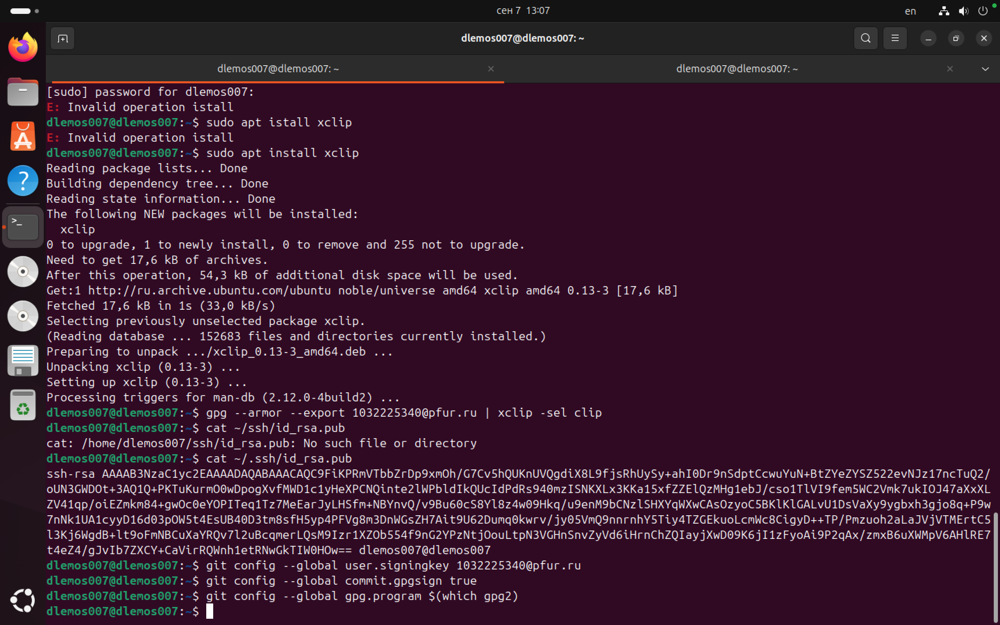 сен 7 13:07
en
dlemos007@dlemos007: ~
dlemos007@dlemos007: ~
dlemos007@dlemos007: ~
[sudo] password for dlemos007:
E: Invalid operation istall
dlemos007@dlemos007:~$ sudo apt istall xclip
E: Invalid operation istall
dlemos007@dlemos007:~$ sudo apt install xclip
Reading package lists... Done
Building dependency tree... Done
Reading state information... Done
The following NEW packages will be installed:
  xclip
0 to upgrade, 1 to newly install, 0 to remove and 255 not to upgrade.
Need to get 17,6 kB of archives.
After this operation, 54,3 kB of additional disk space will be used.
Get:1 http://ru.archive.ubuntu.com/ubuntu noble/universe amd64 xclip amd64 0.13-3 [17,6 kB]
Fetched 17,6 kB in 1s (33,0 kB/s)
Selecting previously unselected package xclip.
(Reading database ... 152683 files and directories currently installed.)
Preparing to unpack .../xclip_0.13-3_amd64.deb ...
Unpacking xclip (0.13-3) ...
Setting up xclip (0.13-3) ...
Processing triggers for man-db (2.12.0-4build2) ...
dlemos007@dlemos007:~$ gpg --armor --export 1032225340@pfur.ru | xclip -sel clip
dlemos007@dlemos007:~$ cat ~/ssh/id_rsa.pub
cat: /home/dlemos007/ssh/id_rsa.pub: No such file or directory
dlemos007@dlemos007:~$ cat ~/.ssh/id_rsa.pub
ssh-rsa AAAAB3NzaC1yc2EAAAADAQABAAACAQC9FiKPRmVTbbZrDp9xmOh/G7Cv5hQUKnUVQgdiX8L9fjsRhUySy+ahI0Dr9nSdptCcwuYuN+BtZYeZYSZ522evNJz17ncTuQ2/
oUN3GWDOt+3AQ1Q+PKTuKurmO0wDpogXvfMWD1c1yHeXPCNQinte2lWPbldIkQUcIdPdRs940mzISNKXLx3KKa15xfZZElQzMHg1ebJ/cso1TlVI9fem5WC2Vmk7ukIOJ47aXxXL
ZV41qp/oiEZmkm84+gwOc0eYOPITeq1Tz7MeEarJyLHSfm+NBYnvQ/v9Bu60cS8Yl8z4w09Hkq/u9enM9bCNzlSHXYqWXwCAsOzyoC5BKlKlGALvU1DsVaXy9ygbxh3gjo8q+P9w
7nNk1UA1cyyD16d03pOW5t4EsUB40D3tm8sfH5yp4PFVg8m3DnWGsZH7Ait9U62Dumq0kwrv/jy05VmQ9nnrnhY5Tiy4TZGEkuoLcmWc8CigyD++TP/Pmzuoh2aLaJVjVTMErtC5
l3Kj6WgdB+lt9oFmNBCuXaYRQv7l2uBcqmerLQsM9Izr1XZOb554f9nG2YPzNtjOouLtpN3VGHnSnvZyVd6iHrnChZQIayjXwD09K6jI1zFyoAi9P2qAx/zmxB6uXWMpV6AHlRE7
t4eZ4/gJvIb7ZXCY+CaVirRQWnh1etRNwGkTIW0HOw== dlemos007@dlemos007
dlemos007@dlemos007:~$ git config --global user.signingkey 1032225340@pfur.ru
dlemos007@dlemos007:~$ git config --global commit.gpgsign true
dlemos007@dlemos007:~$ git config --global gpg.program $(which gpg2)
dlemos007@dlemos007:~$